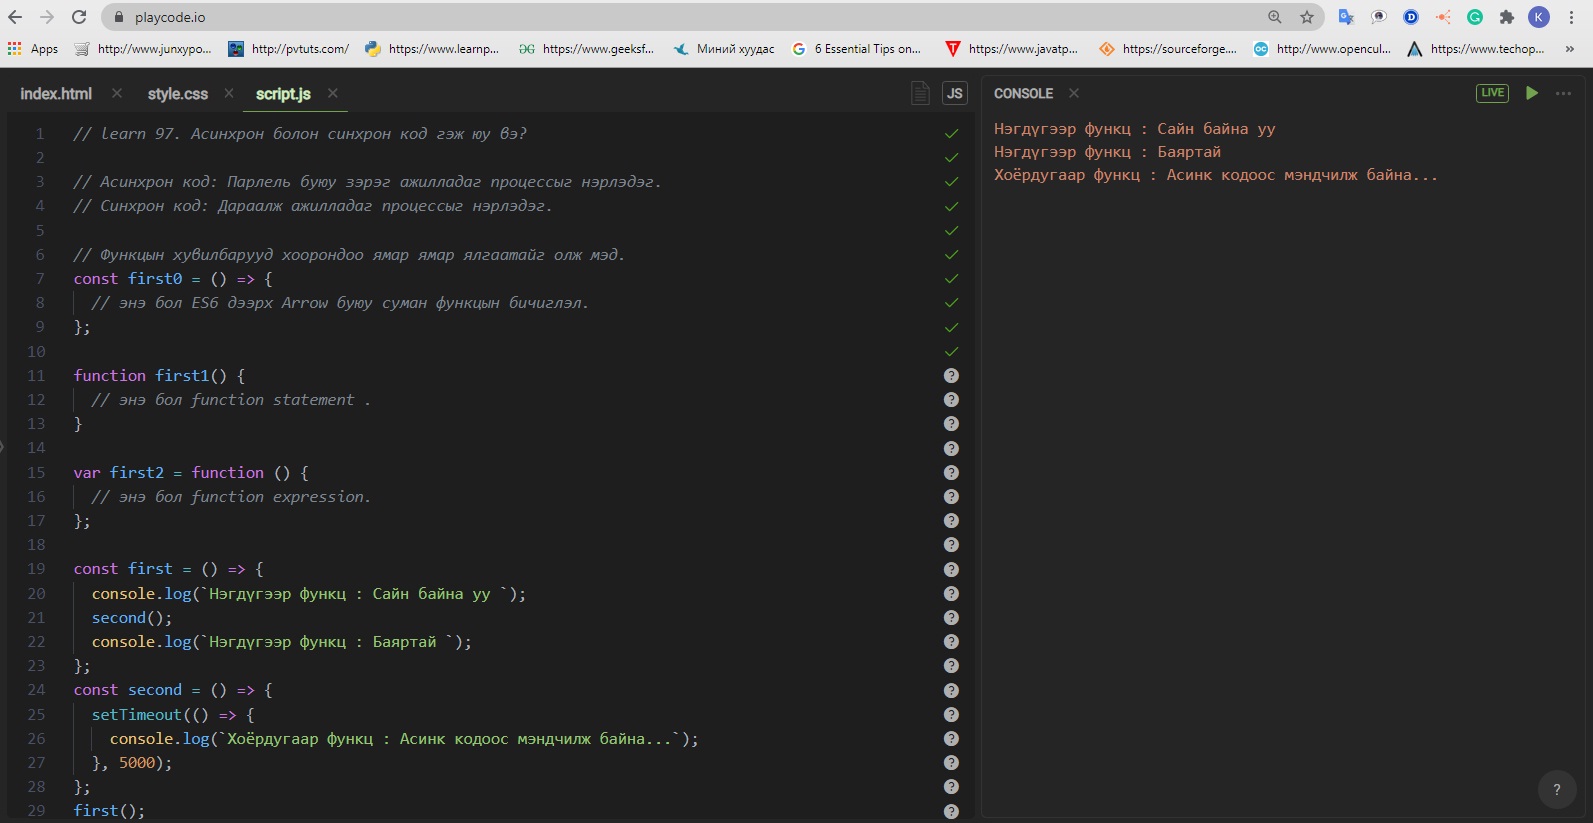 playcode.io
Apps http://www.junxypo... http://pvtuts.com/ https://www.learnp... https://www.geeksf... Миний хуудас 6 Essential Tips on... https://www.javatp... https://sourceforge.... http://www.opencul... https://www.techop... »
index.html style.css script.js JS
1 // learn 97. Асинхрон болон синхрон код гэж юу вэ?
2
3 // Асинхрон код: Парлель буюу зэрэг ажилладаг процессыг нэрлэдэг.
4 // Синхрон код: Дараалж ажилладаг процессыг нэрлэдэг.
5
6 // Функцын хувилбарууд хоорондоо ямар ямар ялгаатайг олж мэд.
7 const first0 = () => {
8 // энэ бол ES6 дээрх Arrow буюу суман функцын бичиглэл.
9 };
10
11 function first1() {
12 // энэ бол function statement .
13 }
14
15 var first2 = function () {
16 // энэ бол function expression.
17 };
18
19 const first = () => {
20 console.log(`Нэгдүгээр функц : Сайн байна уу `);
21 second();
22 console.log(`Нэгдүгээр функц : Баяртай `);
23 };
24 const second = () => {
25 setTimeout(() => {
26 console.log(`Хоёрдугаар функц : Асинк кодоос мэндчилж байна...`);
27 }, 5000);
28 };
29 first();
CONSOLE LIVE
Нэгдүгээр функц : Сайн байна уу
Нэгдүгээр функц : Баяртай
Хоёрдугаар функц : Асинк кодоос мэндчилж байна...
?